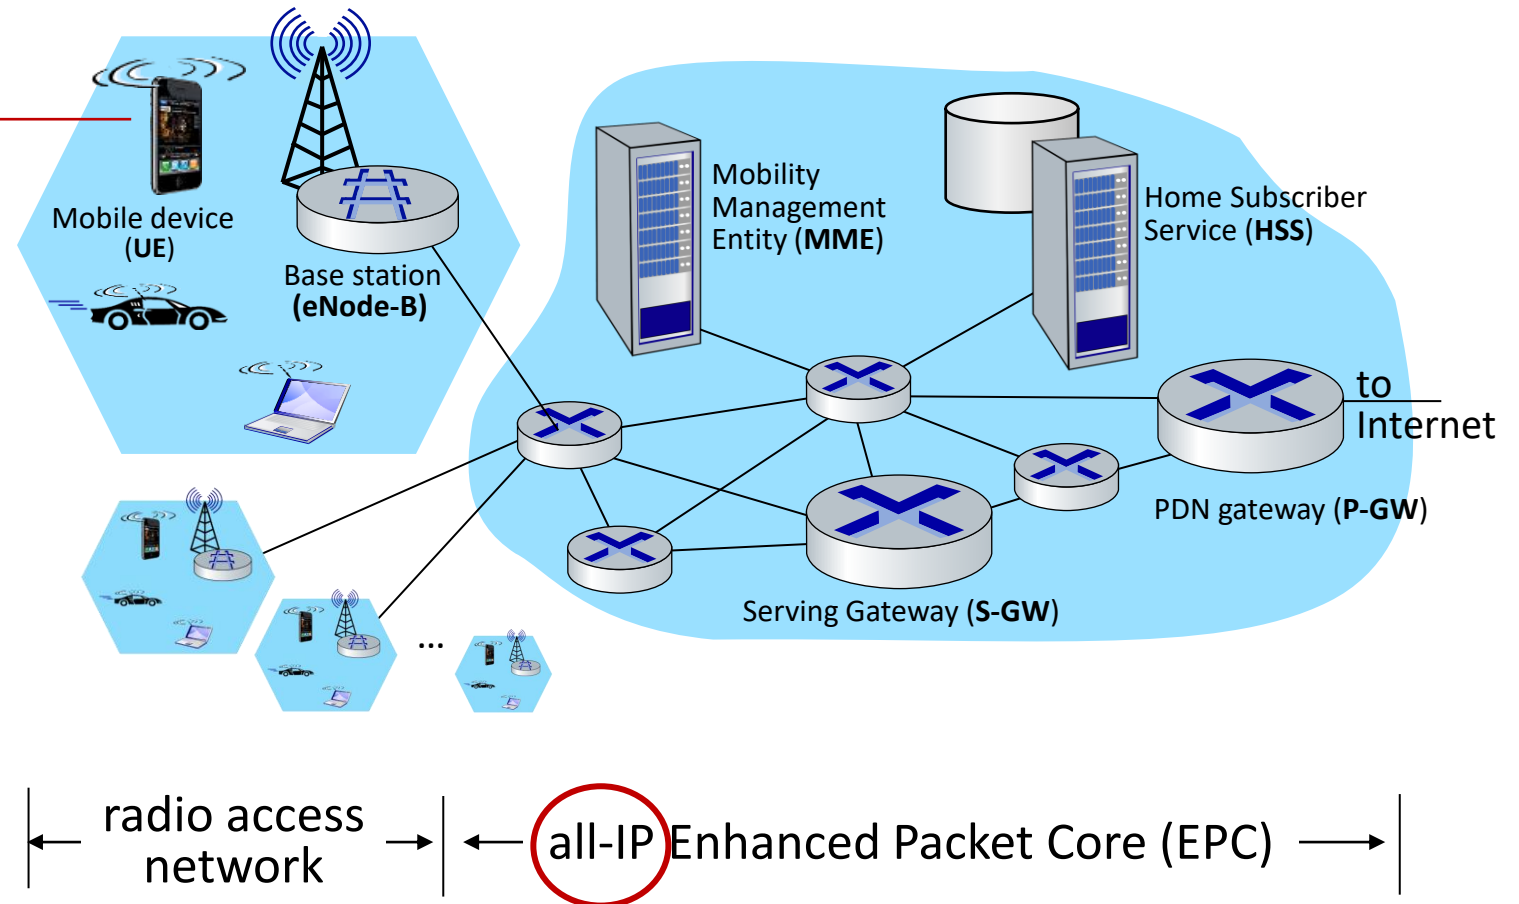 Mobile device
(UE)
Base station
(eNode-B)
Mobility
Management
Entity (MME)
Home Subscriber
Service (HSS)
to
Internet
PDN gateway (P-GW)
Serving Gateway (S-GW)
...
radio access
network
all-IP Enhanced Packet Core (EPC)